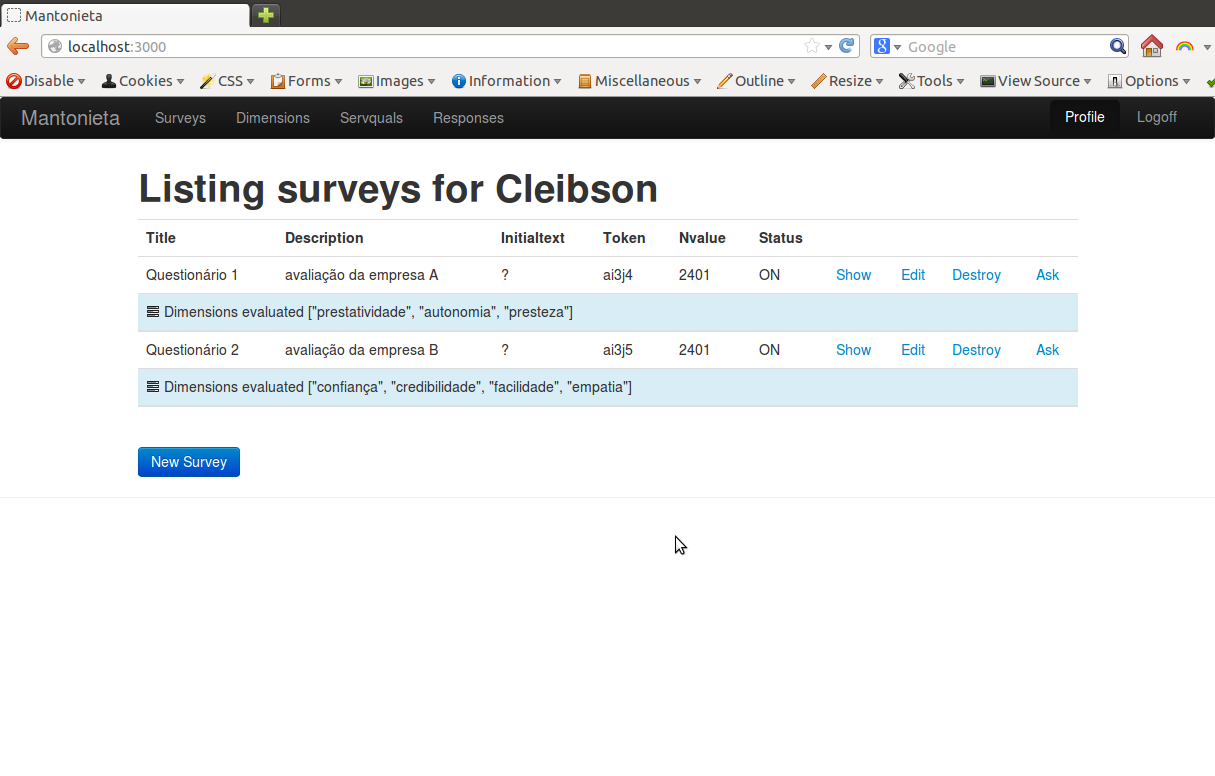 Mantonieta
localhost:3000
8 Google
Disable Cookies CSS Forms Images Information Miscellaneous Outline Resize Tools View Source Options
Mantonieta Surveys Dimensions Servquals Responses Profile Logoff
Listing surveys for Cleibson
Title Description Initialtext Token Nvalue Status
Questionário 1 avaliação da empresa A ? ai3j4 2401 ON Show Edit Destroy Ask
Dimensions evaluated ["prestatividade", "autonomia", "presteza"]
Questionário 2 avaliação da empresa B ? ai3j5 2401 ON Show Edit Destroy Ask
Dimensions evaluated ["confiança", "credibilidade", "facilidade", "empatia"]
New Survey